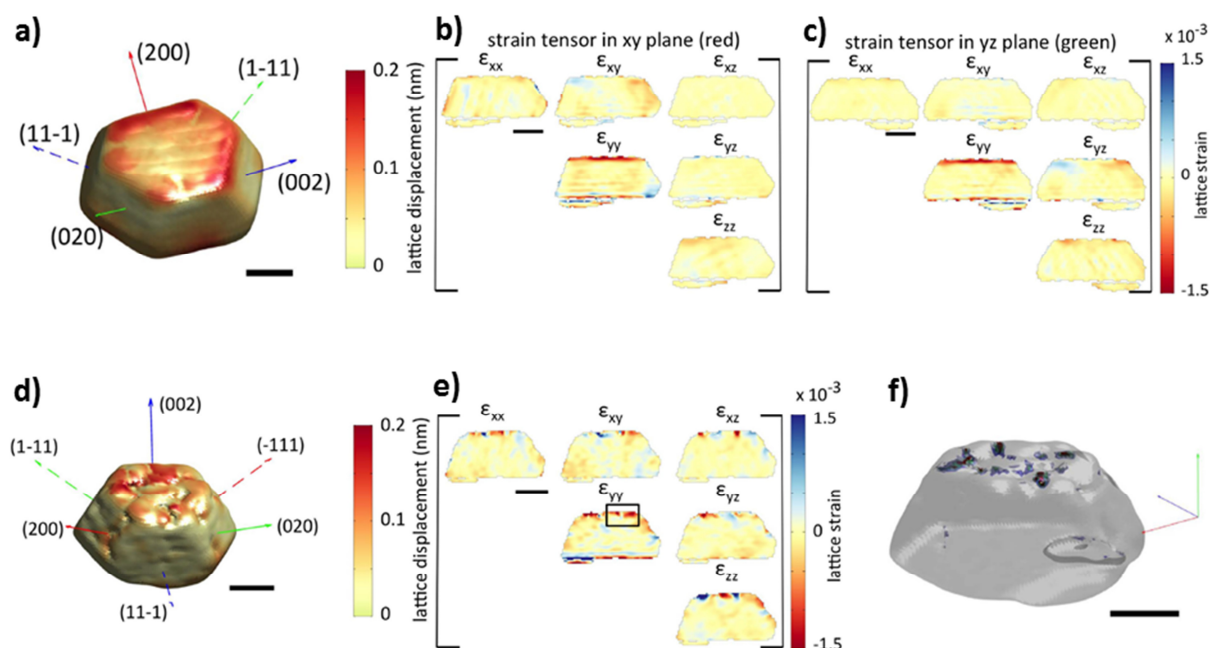 a)
(200)
(1-11)
(11-1)
(002)
(020)
0.2
0.1
0
lattice displacement (nm)
b)
strain tensor in xy plane (red)
εxx
εxy
εxz
εyy
εyz
εzz
c)
strain tensor in yz plane (green)
εxx
εxy
εxz
εyy
εyz
εzz
x 10⁻³
1.5
0
-1.5
lattice strain
d)
(002)
(1-11)
(-111)
(200)
(020)
(11-1)
0.2
0.1
0
lattice displacement (nm)
e)
εxx
εxy
εxz
εyy
εyz
εzz
x 10⁻³
1.5
0
-1.5
lattice strain
f)